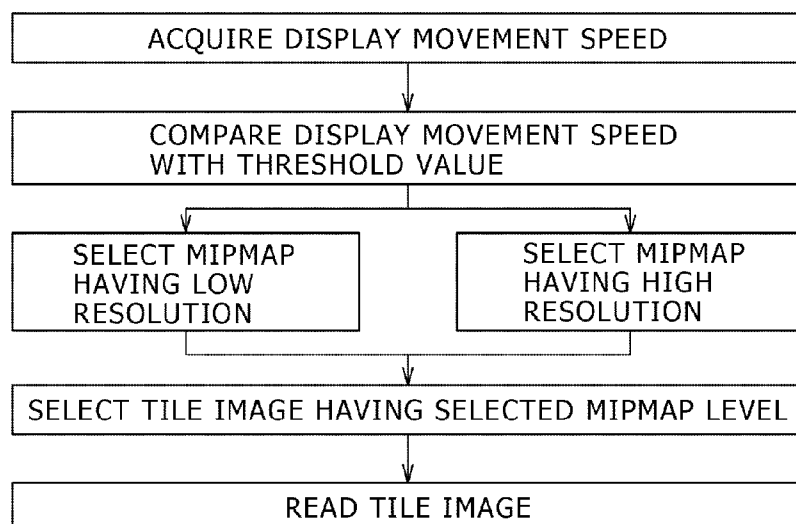 ACQUIRE DISPLAY MOVEMENT SPEED
COMPARE DISPLAY MOVEMENT SPEED
WITH THRESHOLD VALUE
SELECT MIPMAP
HAVING LOW
RESOLUTION
SELECT MIPMAP
HAVING HIGH
RESOLUTION
SELECT TILE IMAGE HAVING SELECTED MIPMAP LEVEL
READ TILE IMAGE